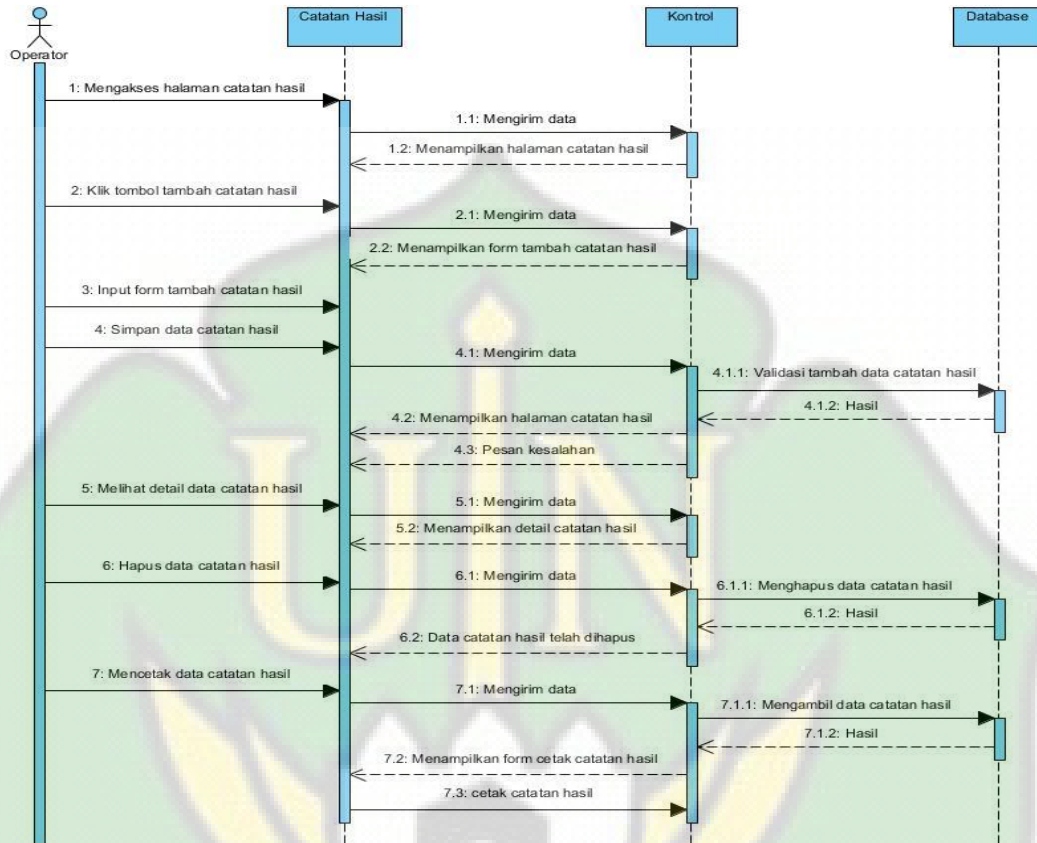 Catatan Hasil
Kontrol
Database
Operator
1: Mengakses halaman catatan hasil
1.1: Mengirim data
1.2: Menampilkan halaman catatan hasil
2: Klik tombol tambah catatan hasil
2.1: Mengirim data
2.2: Menampilkan form tambah catatan hasil
3: Input form tambah catatan hasil
4: Simpan data catatan hasil
4.1: Mengirim data
4.1.1: Validasi tambah data catatan hasil
4.1.2: Hasil
4.2: Menampilkan halaman catatan hasil
4.3: Pesan kesalahan
5: Melihat detail data catatan hasil
5.1: Mengirim data
5.2: Menampilkan detail catatan hasil
6: Hapus data catatan hasil
6.1: Mengirim data
6.1.1: Menghapus data catatan hasil
6.1.2: Hasil
6.2: Data catatan hasil telah dihapus
7: Mencetak data catatan hasil
7.1: Mengirim data
7.1.1: Mengambil data catatan hasil
7.1.2: Hasil
7.2: Menampilkan form cetak catatan hasil
7.3: cetak catatan hasil
UIN